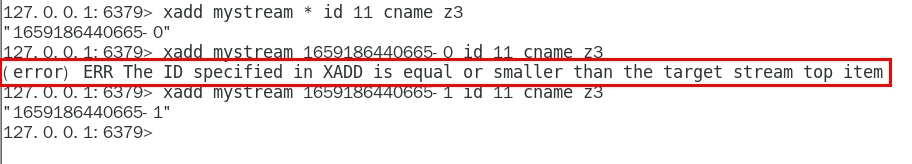 127.0.0.1:6379> xadd mystream * id 11 cname z3
"1659186440665-0"
127.0.0.1:6379> xadd mystream 1659186440665-0 id 11 cname z3
(error) ERR The ID specified in XADD is equal or smaller than the target stream top item
127.0.0.1:6379> xadd mystream 1659186440665-1 id 11 cname z3
"1659186440665-1"
127.0.0.1:6379>